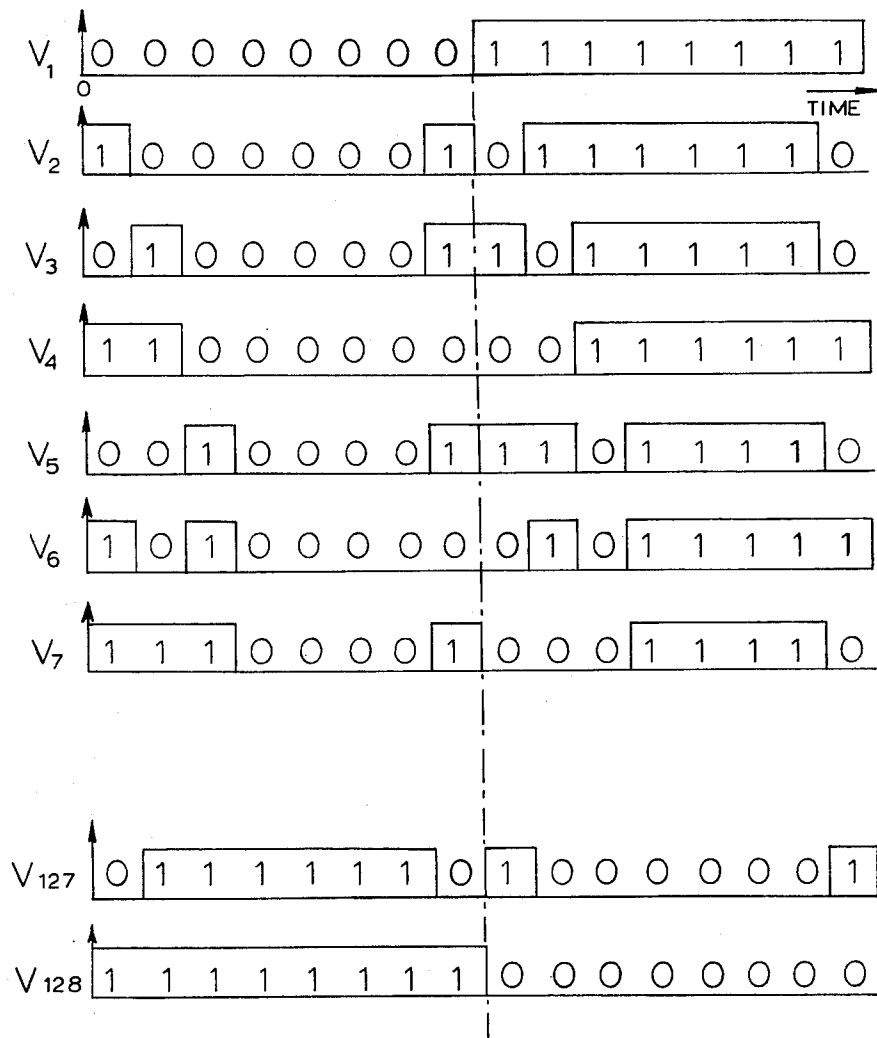 V1 0 0 0 0 0 0 0 0 1 1 1 1 1 1 1 1
0 TIME
V2 1 0 0 0 0 0 0 1 0 1 1 1 1 1 1 0
V3 0 1 0 0 0 0 0 1 1 0 1 1 1 1 1 0
V4 1 1 0 0 0 0 0 0 0 0 1 1 1 1 1 1
V5 0 0 1 0 0 0 0 1 1 1 0 1 1 1 1 0
V6 1 0 1 0 0 0 0 0 0 1 0 1 1 1 1 1
V7 1 1 1 0 0 0 0 1 0 0 0 1 1 1 1 0
V127 0 1 1 1 1 1 1 0 1 0 0 0 0 0 0 1
V128 1 1 1 1 1 1 1 1 0 0 0 0 0 0 0 0